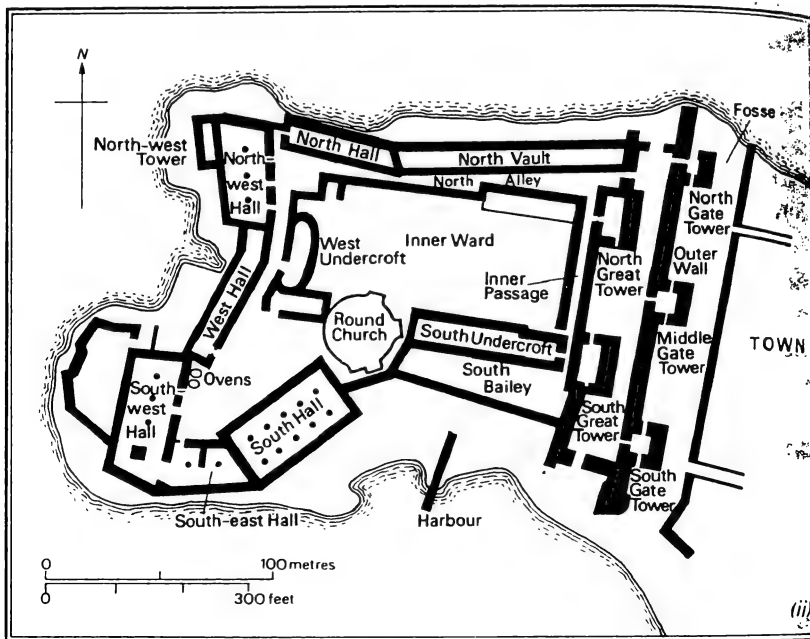 N
Fosse
North-west
Tower
North-
west
Hall
North Hall
North Vault
North Alley
North
Gate
Tower
West
Undercroft
Inner Ward
Inner
Passage
North
Great
Tower
Outer
Wall
West Hall
Round
Church
South Undercroft
South
Bailey
Middle
Gate
Tower
TOWN
Ovens
South-
west
Hall
South Hall
South
Great
Tower
South
Gate
Tower
South-east Hall
Harbour
0 100 metres
0 300 feet
(ii)